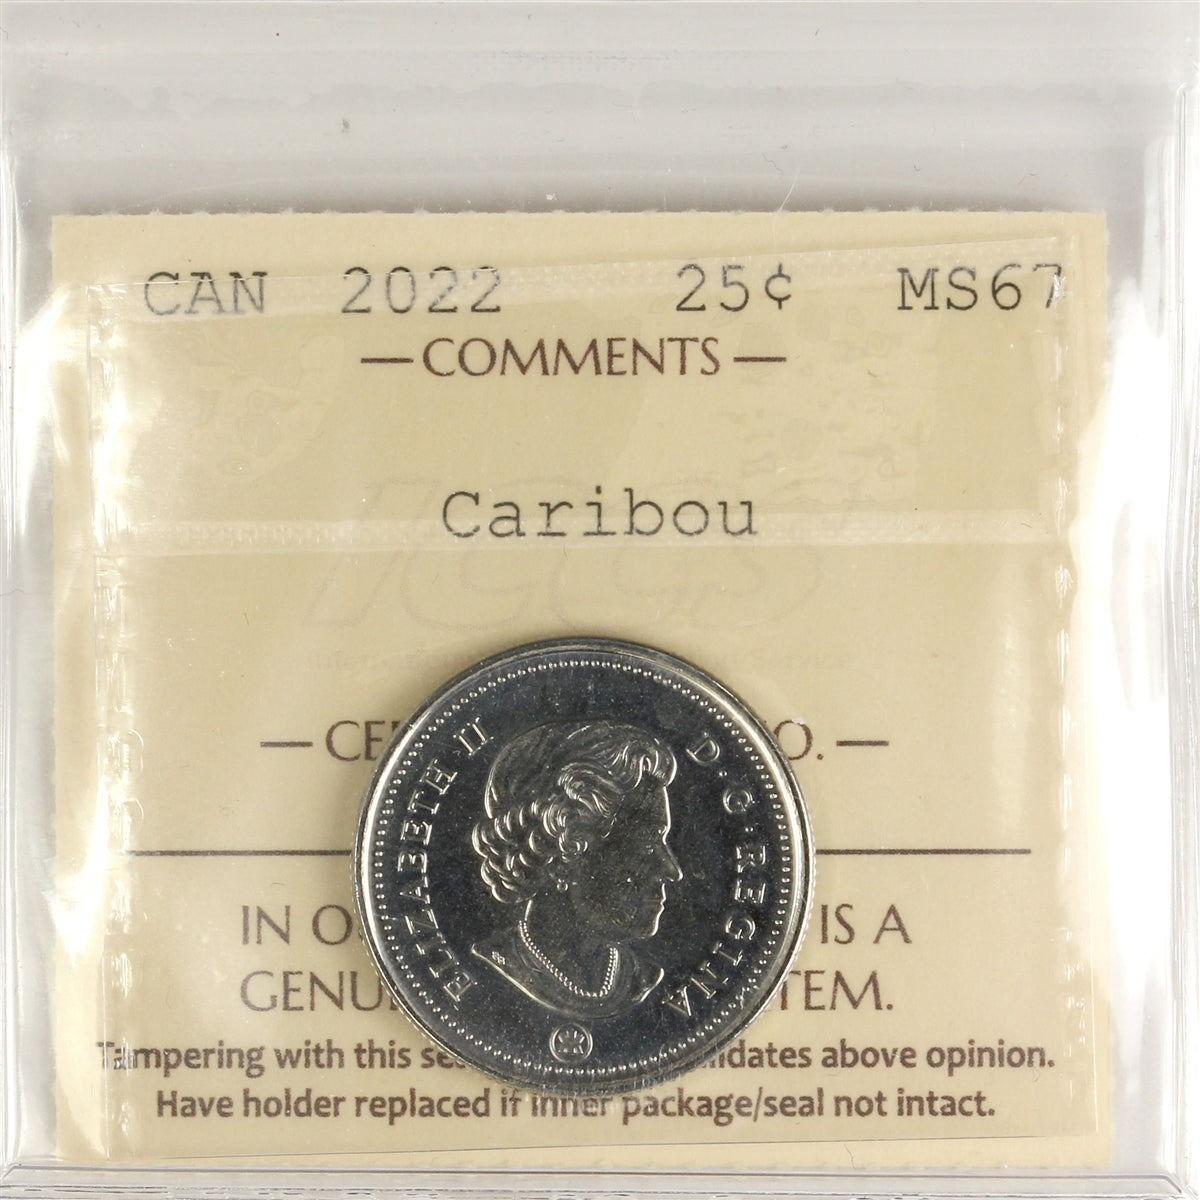 CAN 2022 25¢ MS67
— COMMENTS —
Caribou
ICCS
— CE O. —
ELIZABETH II D·G·REGINA
IN O IS A
GENU TEM.
Tampering with this se idates above opinion.
Have holder replaced if inner package/seal not intact.